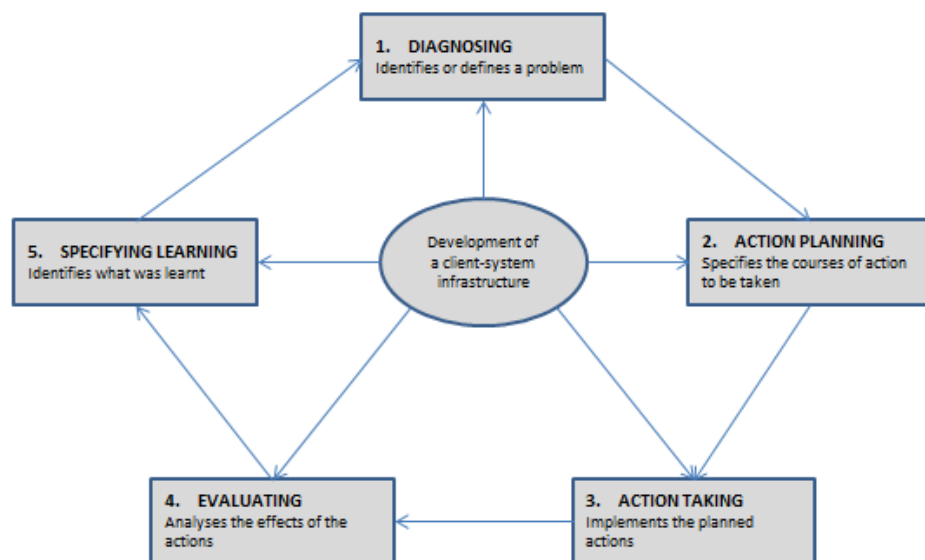 1. DIAGNOSING
Identifies or defines a problem
5. SPECIFYING LEARNING
Identifies what was learnt
Development of
a client-system
infrastructure
2. ACTION PLANNING
Specifies the courses of action
to be taken
4. EVALUATING
Analyses the effects of the
actions
3. ACTION TAKING
Implements the planned
actions